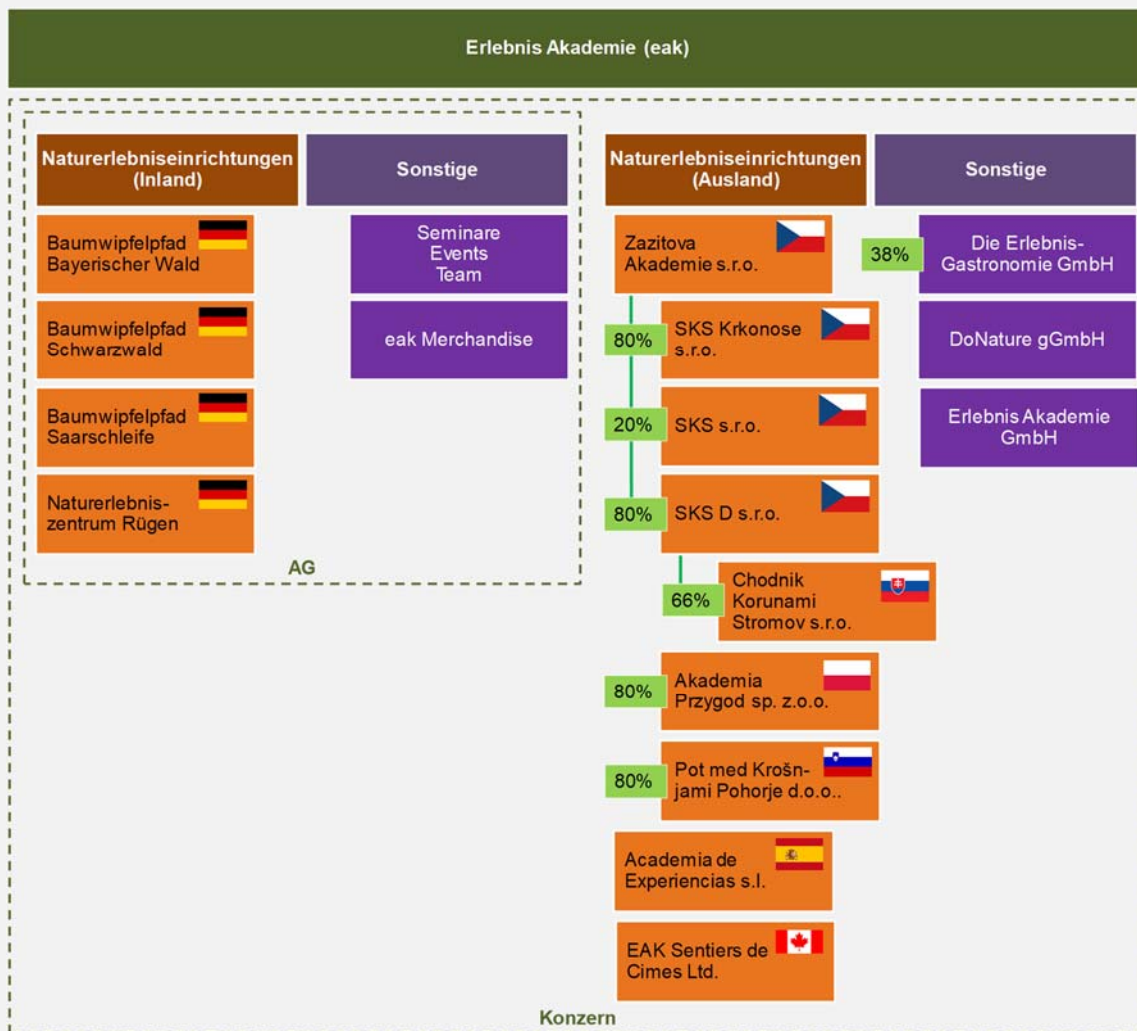 Erlebnis Akademie (eak)
Naturerlebniseinrichtungen
(Inland)
Sonstige
Baumwipfelpfad
Bayerischer Wald
Seminare
Events
Team
Baumwipfelpfad
Schwarzwald
eak Merchandise
Baumwipfelpfad
Saarschleife
Naturerlebnis-
zentrum Rügen
AG
Naturerlebniseinrichtungen
(Ausland)
Sonstige
Zazitova
Akademie s.r.o.
38%
Die Erlebnis-
Gastronomie GmbH
80%
SKS Krkonose
s.r.o.
DoNature gGmbH
20%
SKS s.r.o.
Erlebnis Akademie
GmbH
80%
SKS D s.r.o.
66%
Chodnik
Korunami
Stromov s.r.o.
80%
Akademia
Przygod sp. z.o.o.
80%
Pot med Krošn-
jami Pohorje d.o.o..
Academia de
Experiencias s.l.
EAK Sentiers de
Cimes Ltd.
Konzern